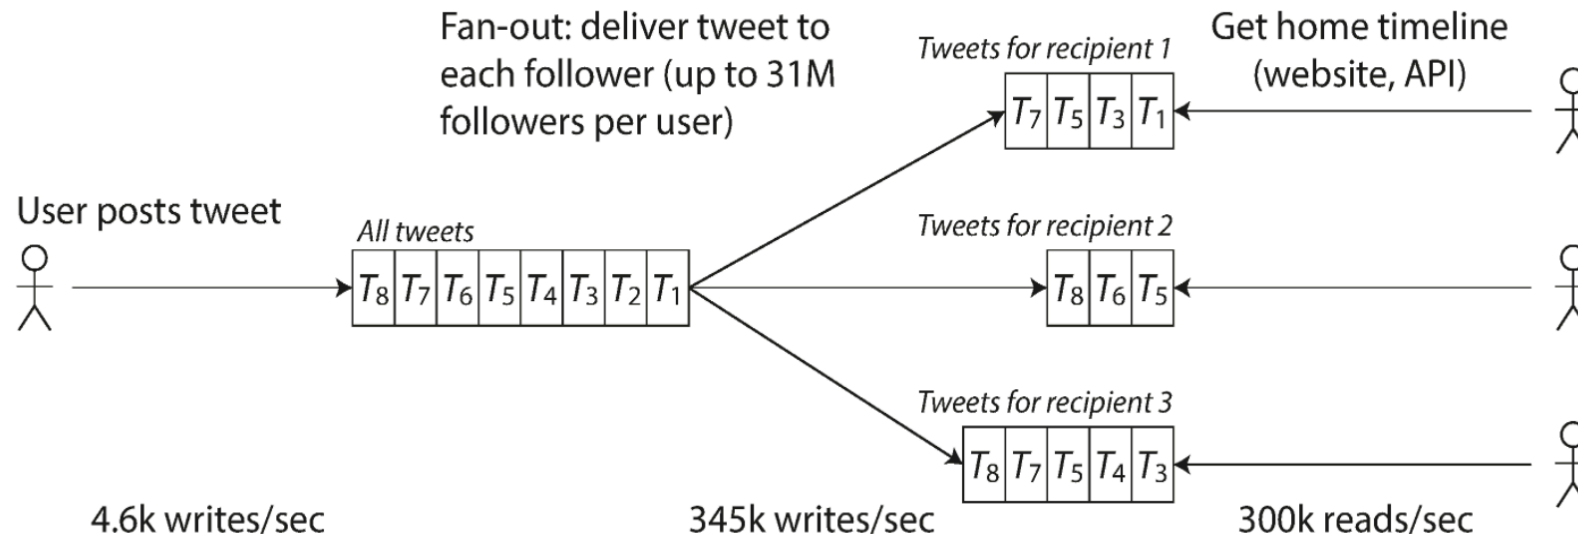 Fan-out: deliver tweet to
each follower (up to 31M
followers per user)
Tweets for recipient 1
Get home timeline
(website, API)
T₇ T₅ T₃ T₁
User posts tweet
All tweets
T₈ T₇ T₆ T₅ T₄ T₃ T₂ T₁
Tweets for recipient 2
T₈ T₆ T₅
Tweets for recipient 3
T₈ T₇ T₅ T₄ T₃
4.6k writes/sec
345k writes/sec
300k reads/sec